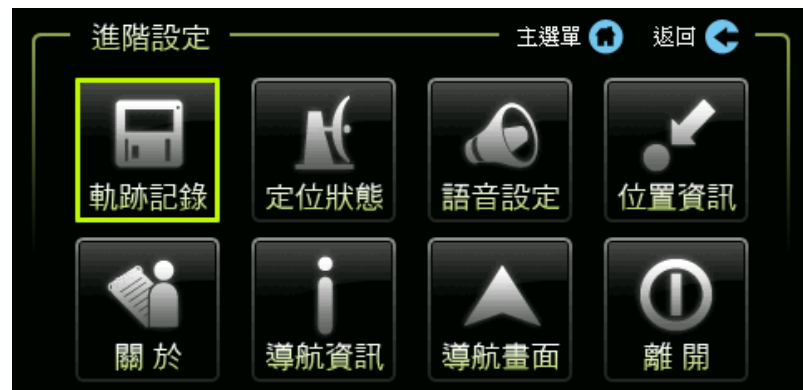 進階設定 主選單 返回
軌跡記錄 定位狀態 語音設定 位置資訊
關於 導航資訊 導航畫面 離開